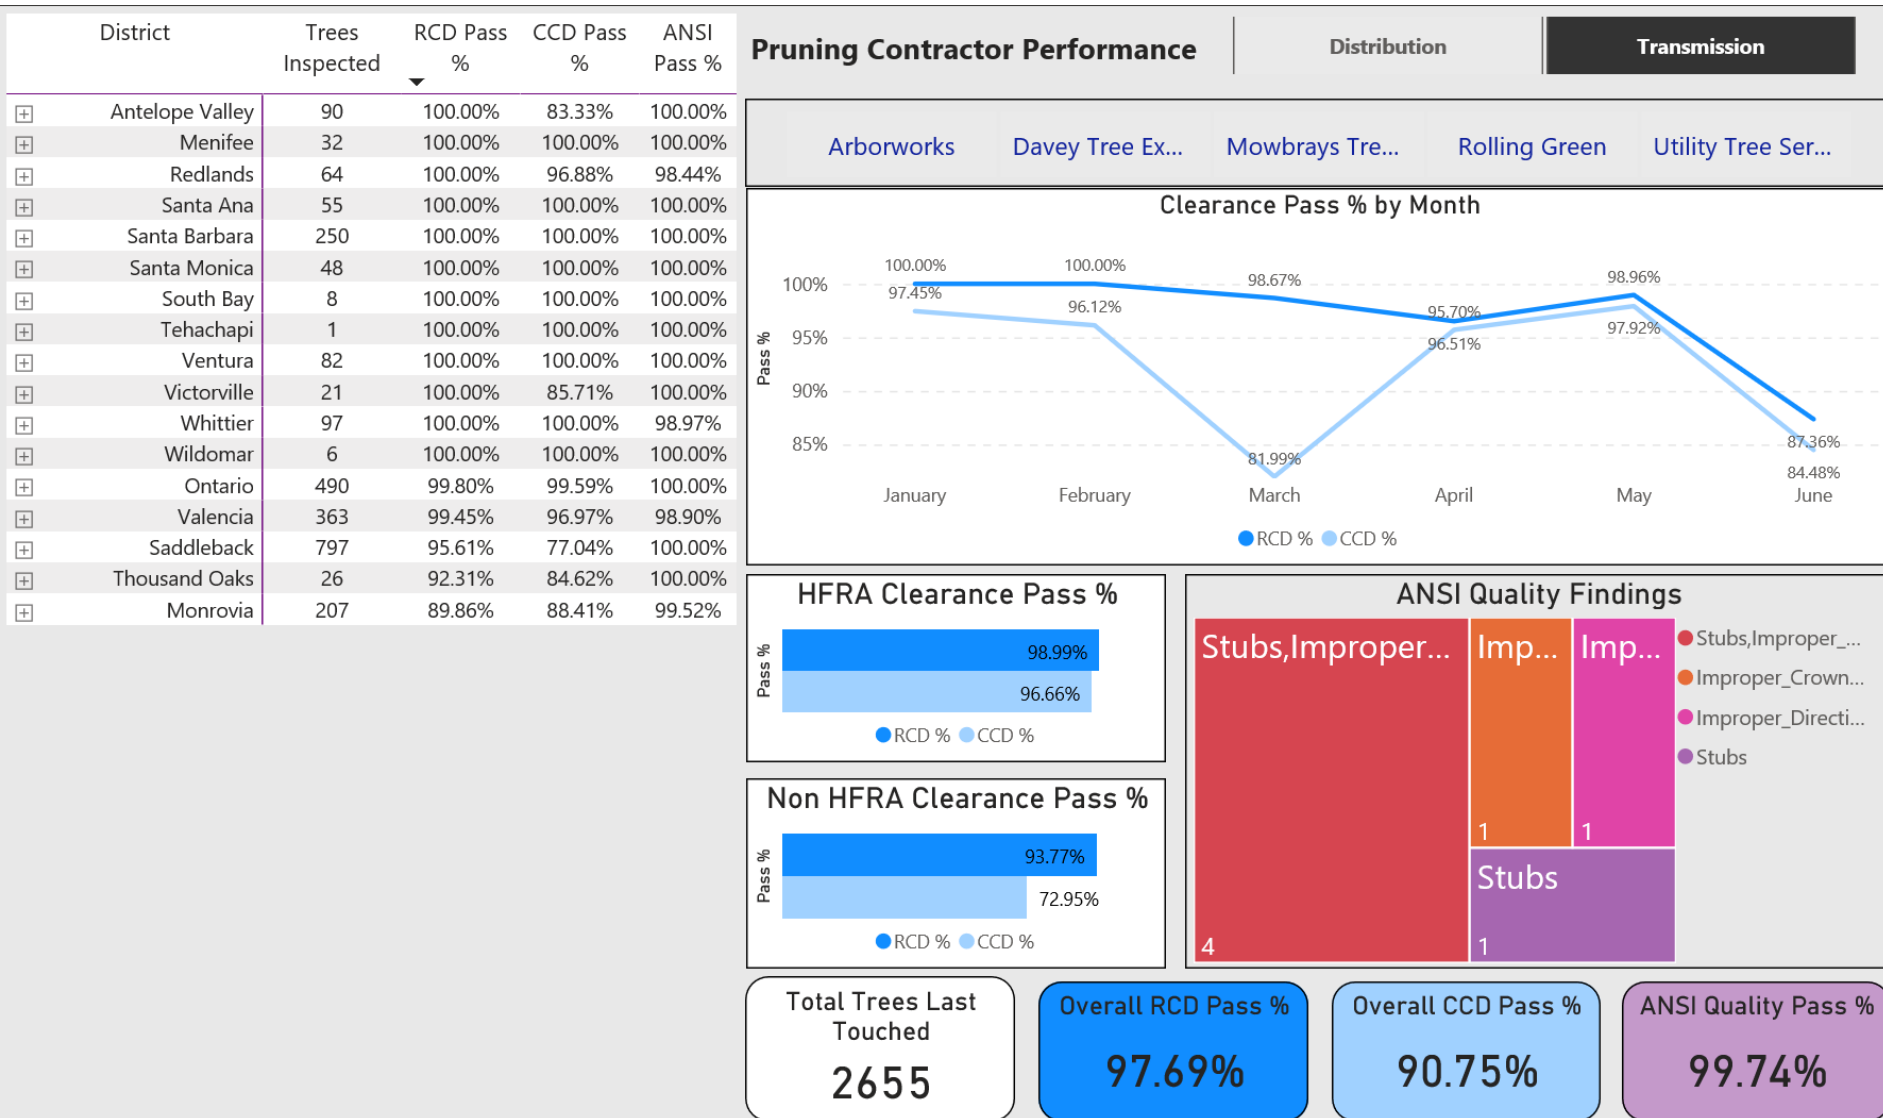 District Trees Inspected RCD Pass % CCD Pass % ANSI Pass %
Antelope Valley 90 100.00% 83.33% 100.00%
Menifee 32 100.00% 100.00% 100.00%
Redlands 64 100.00% 96.88% 98.44%
Santa Ana 55 100.00% 100.00% 100.00%
Santa Barbara 250 100.00% 100.00% 100.00%
Santa Monica 48 100.00% 100.00% 100.00%
South Bay 8 100.00% 100.00% 100.00%
Tehachapi 1 100.00% 100.00% 100.00%
Ventura 82 100.00% 100.00% 100.00%
Victorville 21 100.00% 85.71% 100.00%
Whittier 97 100.00% 100.00% 98.97%
Wildomar 6 100.00% 100.00% 100.00%
Ontario 490 99.80% 99.59% 100.00%
Valencia 363 99.45% 96.97% 98.90%
Saddleback 797 95.61% 77.04% 100.00%
Thousand Oaks 26 92.31% 84.62% 100.00%
Monrovia 207 89.86% 88.41% 99.52%
Pruning Contractor Performance
Distribution
Transmission
Arborworks Davey Tree Ex... Mowbrays Tre... Rolling Green Utility Tree Ser...
Clearance Pass % by Month
Pass %
100%
95%
90%
85%
100.00% 100.00% 98.67% 95.70% 98.96% 87.36%
97.45% 96.12% 81.99% 96.51% 97.92% 84.48%
January February March April May June
RCD % CCD %
HFRA Clearance Pass %
Pass %
98.99%
96.66%
RCD % CCD %
Non HFRA Clearance Pass %
Pass %
93.77%
72.95%
RCD % CCD %
ANSI Quality Findings
Stubs,Improper...
4
Imp...
1
Imp...
1
Stubs
1
Stubs,Improper_...
Improper_Crown...
Improper_Directi...
Stubs
Total Trees Last
Touched
2655
Overall RCD Pass %
97.69%
Overall CCD Pass %
90.75%
ANSI Quality Pass %
99.74%